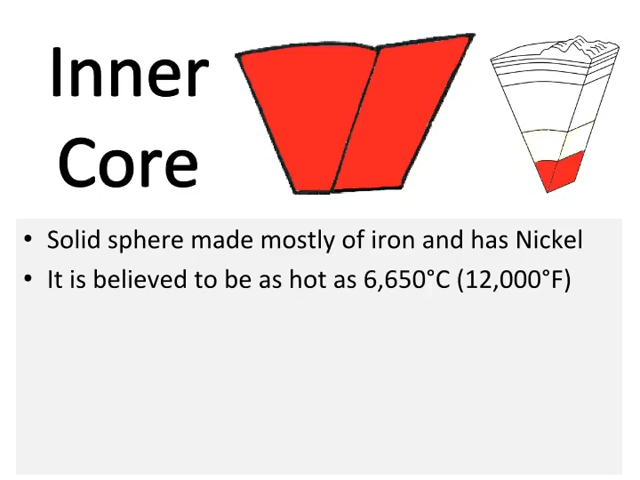 Inner
Core
• Solid sphere made mostly of iron and has Nickel
• It is believed to be as hot as 6,650°C (12,000°F)